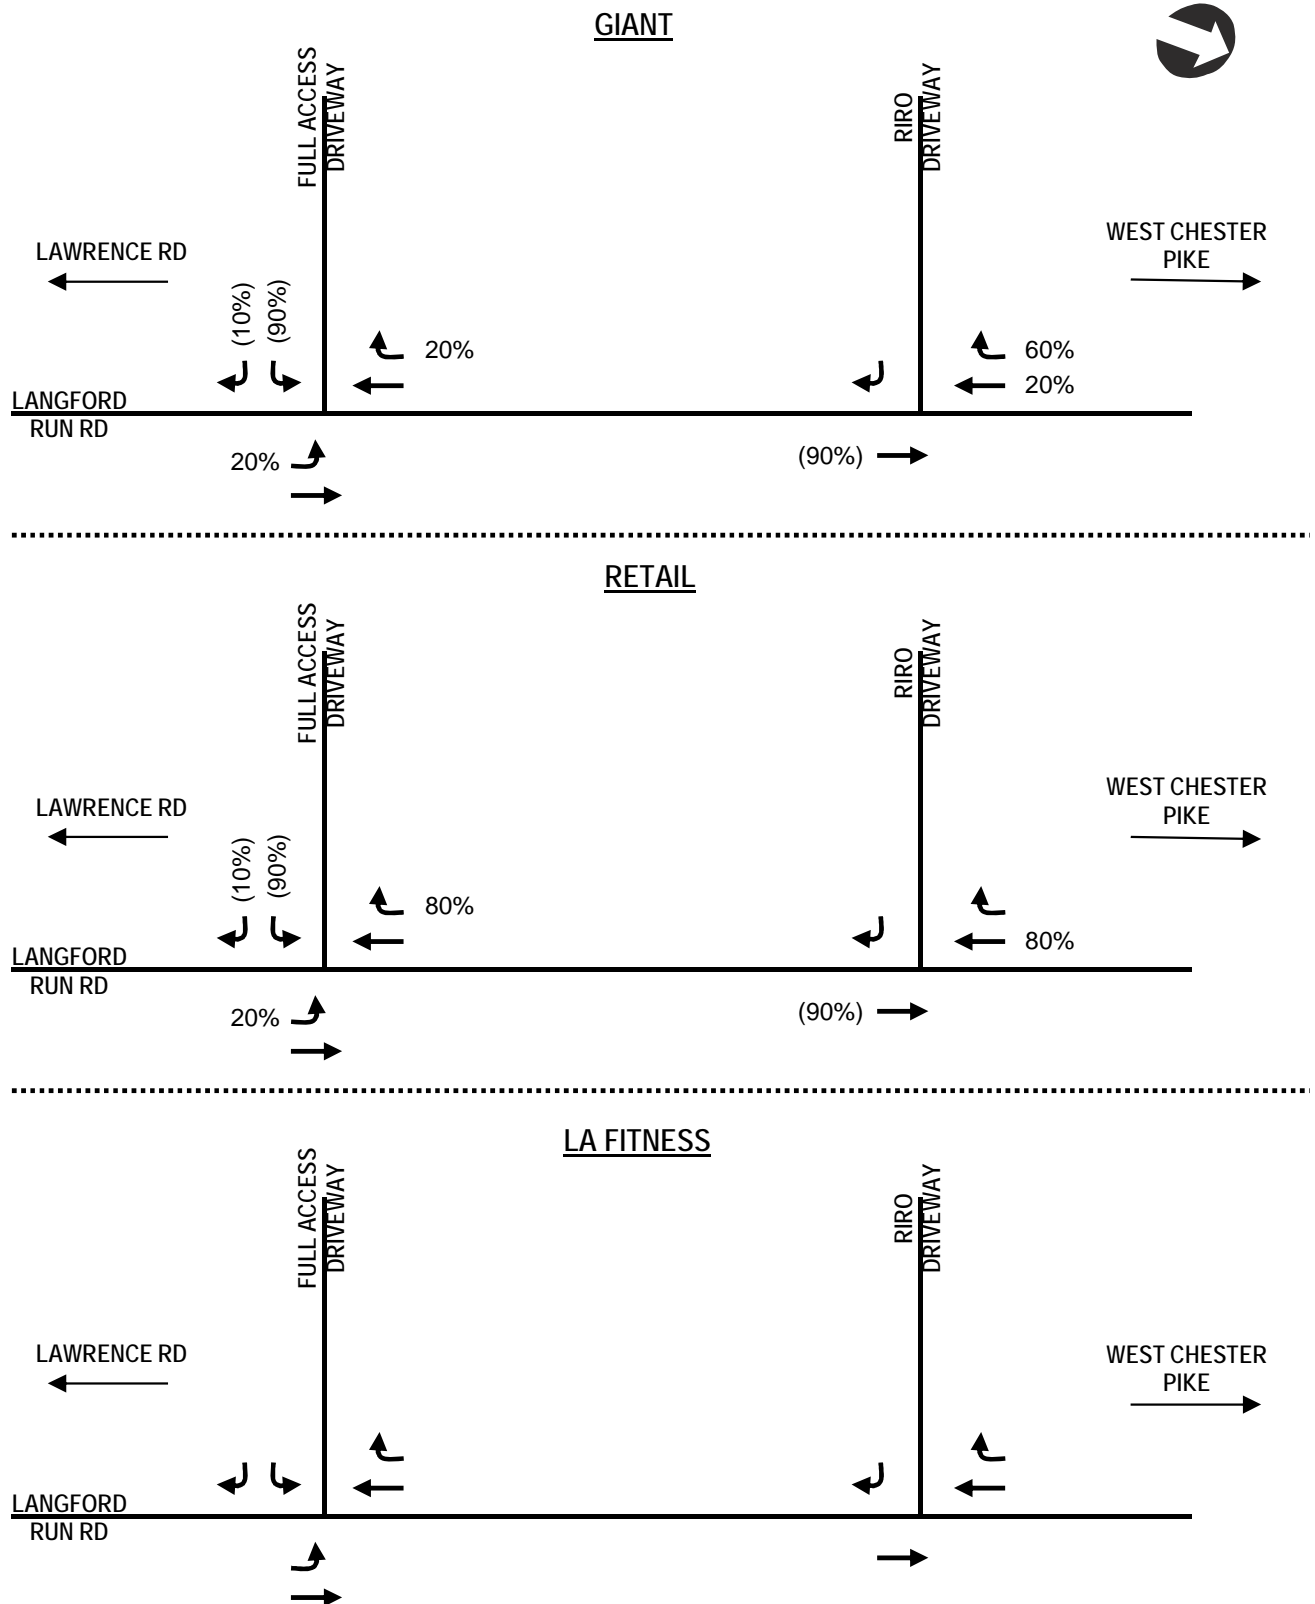 GIANT
FULL ACCESS
DRIVEWAY
RIRO
DRIVEWAY
LAWRENCE RD
WEST CHESTER
PIKE
(10%)
(90%)
20%
60%
20%
LANGFORD
RUN RD
20%
(90%)
RETAIL
FULL ACCESS
DRIVEWAY
RIRO
DRIVEWAY
LAWRENCE RD
WEST CHESTER
PIKE
(10%)
(90%)
80%
80%
LANGFORD
RUN RD
20%
(90%)
LA FITNESS
FULL ACCESS
DRIVEWAY
RIRO
DRIVEWAY
LAWRENCE RD
WEST CHESTER
PIKE
LANGFORD
RUN RD